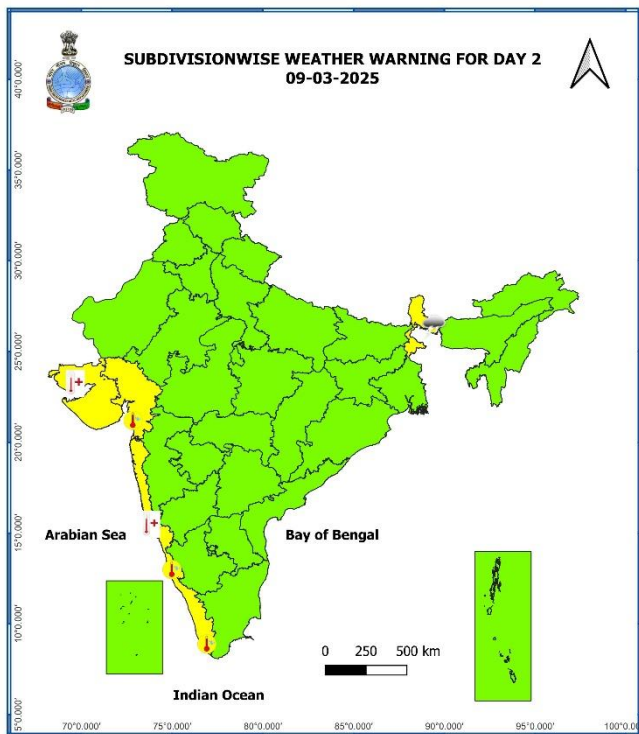 SUBDIVISIONWISE WEATHER WARNING FOR DAY 2
09-03-2025
40°0.000'
35°0.000'
30°0.000'
25°0.000'
20°0.000'
15°0.000'
10°0.000'
5°0.000'
Arabian Sea
Bay of Bengal
0 250 500 km
Indian Ocean
70°0.000' 75°0.000' 80°0.000' 85°0.000' 90°0.000' 95°0.000' 100°0.0